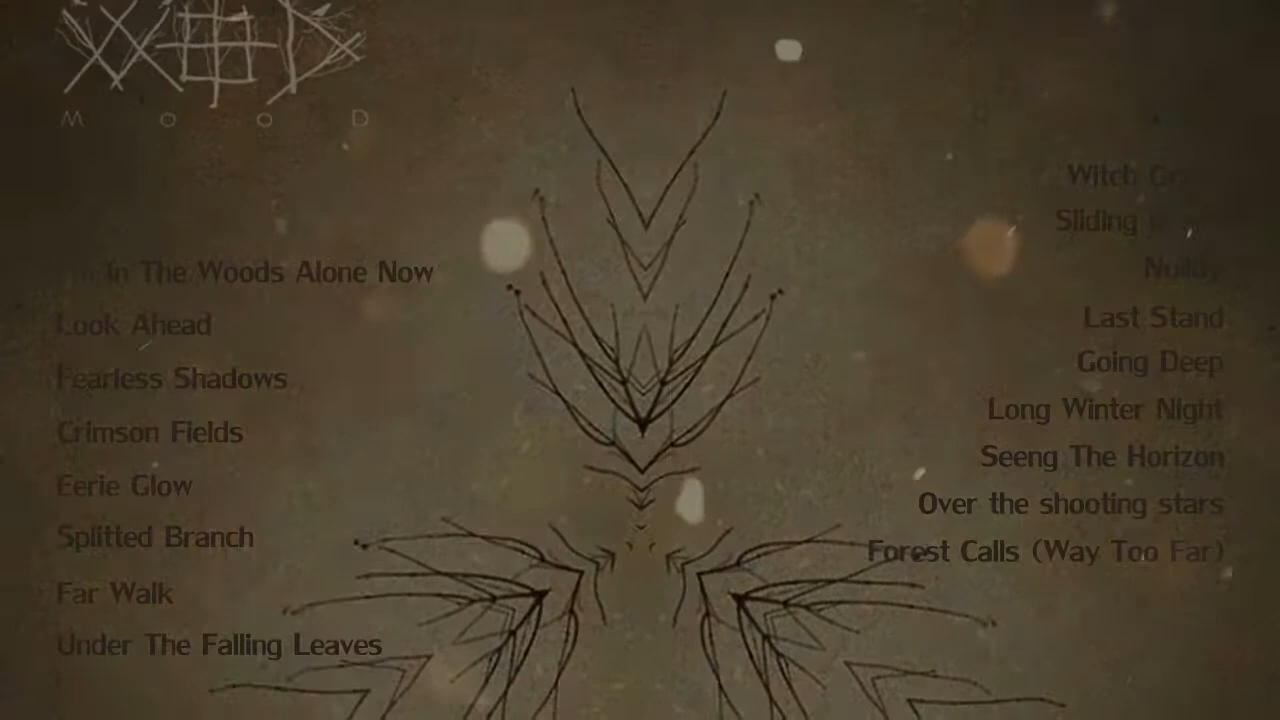 M O O D
In The Woods Alone Now
Look Ahead
Fearless Shadows
Crimson Fields
Eerie Glow
Splitted Branch
Far Walk
Under The Falling Leaves
Witch
Sliding
Last Stand
Going Deep
Long Winter Night
Seeng The Horizon
Over the shooting stars
Forest Calls (Way Too Far)